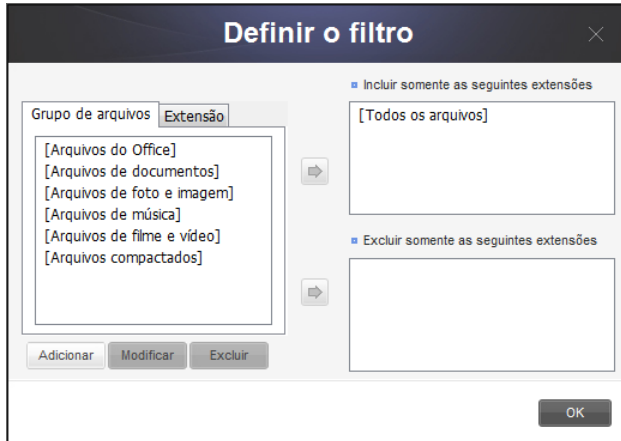 Definir o filtro
Grupo de arquivos
Extensão
[Arquivos do Office]
[Arquivos de documentos]
[Arquivos de foto e imagem]
[Arquivos de música]
[Arquivos de filme e vídeo]
[Arquivos compactados]
Adicionar
Modificar
Excluir
Incluir somente as seguintes extensões
[Todos os arquivos]
Excluir somente as seguintes extensões
OK